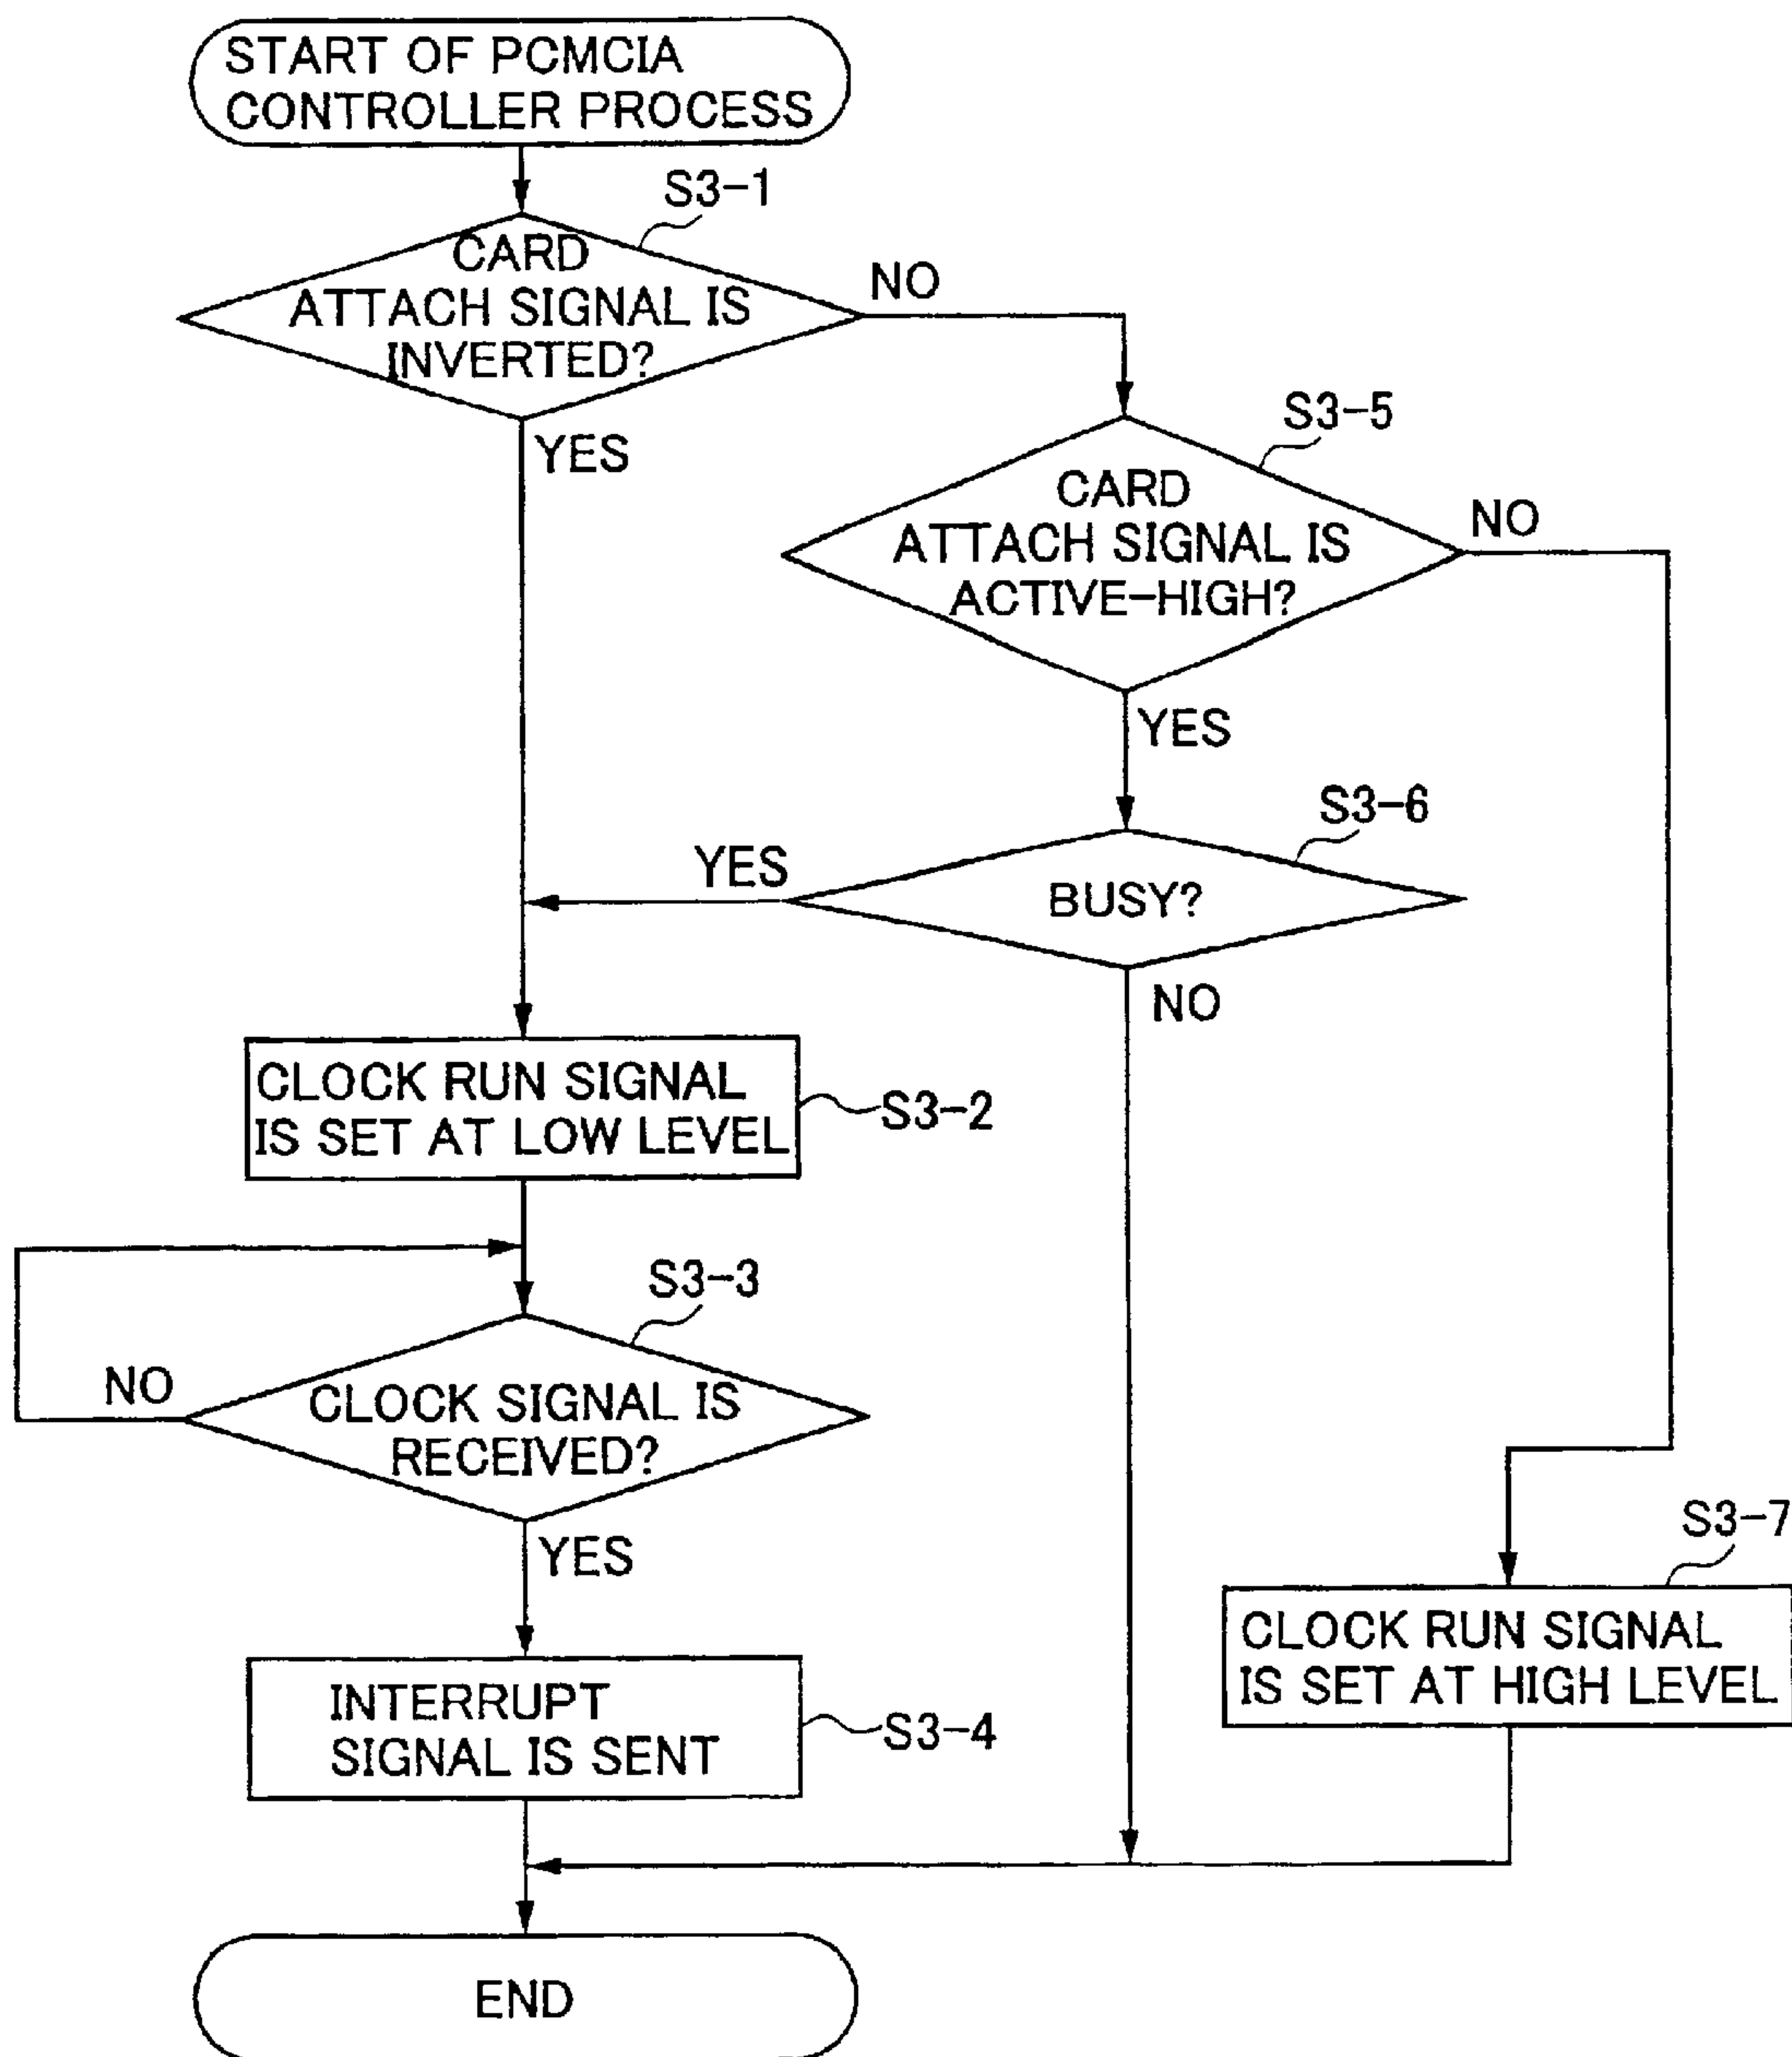 START OF PCMCIA
CONTROLLER PROCESS
S3-1
CARD
ATTACH SIGNAL IS
INVERTED?
NO
YES
S3-5
CARD
ATTACH SIGNAL IS
ACTIVE-HIGH?
NO
YES
S3-6
BUSY?
YES
NO
CLOCK RUN SIGNAL
IS SET AT LOW LEVEL
S3-2
S3-3
CLOCK SIGNAL IS
RECEIVED?
NO
YES
INTERRUPT
SIGNAL IS SENT
S3-4
S3-7
CLOCK RUN SIGNAL
IS SET AT HIGH LEVEL
END